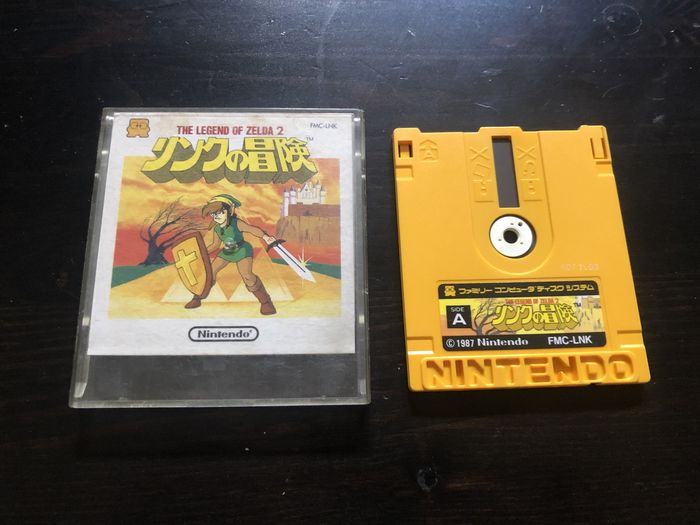 THE LEGEND OF ZELDA 2
FMC-LNK
リンクの冒険
TM
Nintendo®
ファミリー コンピュータ ディスク システム
THE LEGEND OF ZELDA 2
SIDE
A
リンクの冒険
©1987 Nintendo
FMC-LNK
NINTENDO